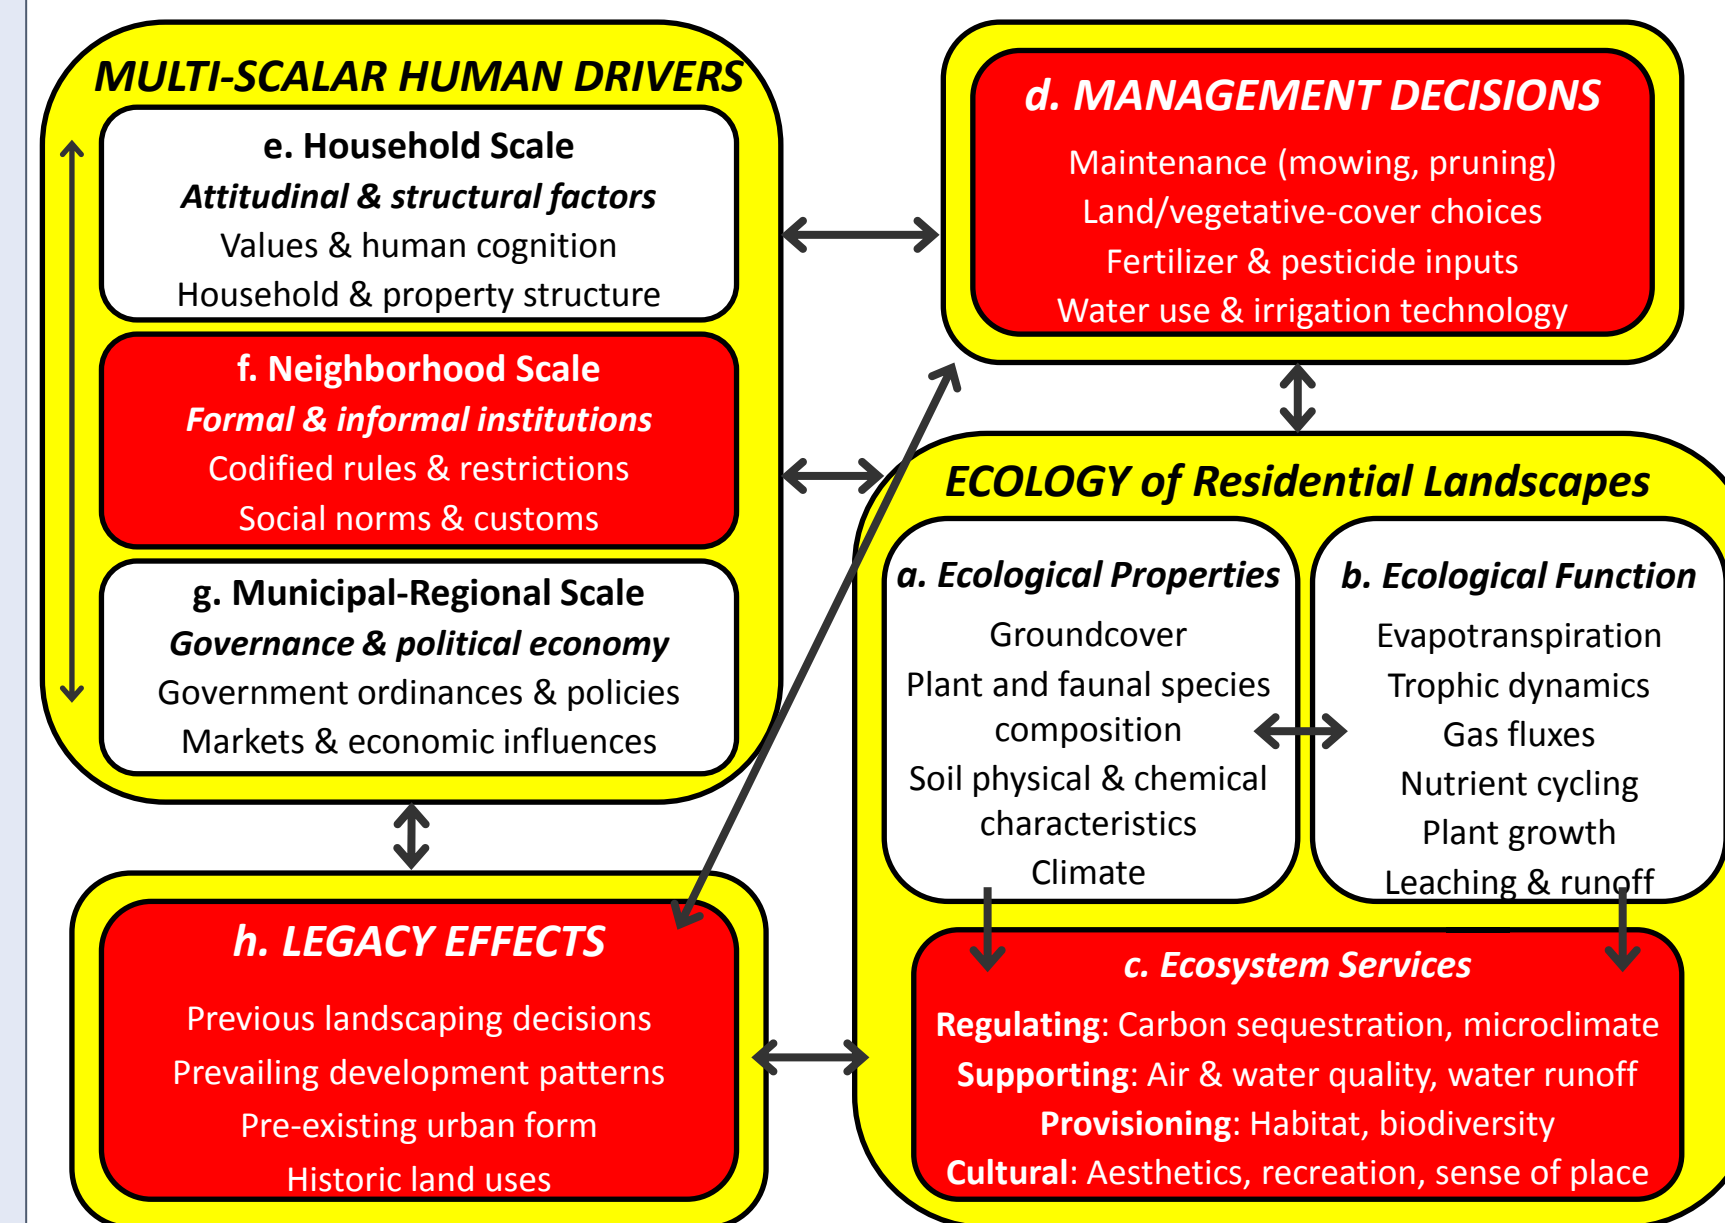 MULTI-SCALAR HUMAN DRIVERS
e. Household Scale
Attitudinal & structural factors
Values & human cognition
Household & property structure
f. Neighborhood Scale
Formal & informal institutions
Codified rules & restrictions
Social norms & customs
g. Municipal-Regional Scale
Governance & political economy
Government ordinances & policies
Markets & economic influences
d. MANAGEMENT DECISIONS
Maintenance (mowing, pruning)
Land/vegetative-cover choices
Fertilizer & pesticide inputs
Water use & irrigation technology
ECOLOGY of Residential Landscapes
a. Ecological Properties
Groundcover
Plant and faunal species
composition
Soil physical & chemical
characteristics
Climate
b. Ecological Function
Evapotranspiration
Trophic dynamics
Gas fluxes
Nutrient cycling
Plant growth
Leaching & runoff
h. LEGACY EFFECTS
Previous landscaping decisions
Prevailing development patterns
Pre-existing urban form
Historic land uses
c. Ecosystem Services
Regulating: Carbon sequestration, microclimate
Supporting: Air & water quality, water runoff
Provisioning: Habitat, biodiversity
Cultural: Aesthetics, recreation, sense of place